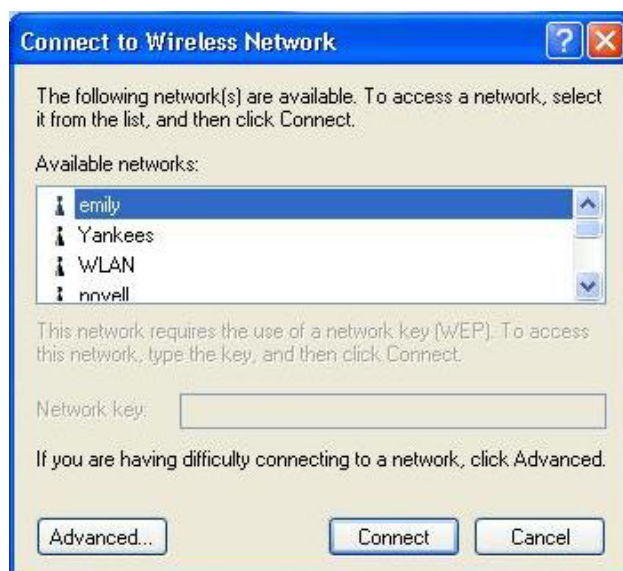 Connect to Wireless Network
The following network(s) are available. To access a network, select
it from the list, and then click Connect.
Available networks:
emily
Yankees
WLAN
novell
This network requires the use of a network key (WEP). To access
this network, type the key, and then click Connect.
Network key:
If you are having difficulty connecting to a network, click Advanced.
Advanced... Connect Cancel